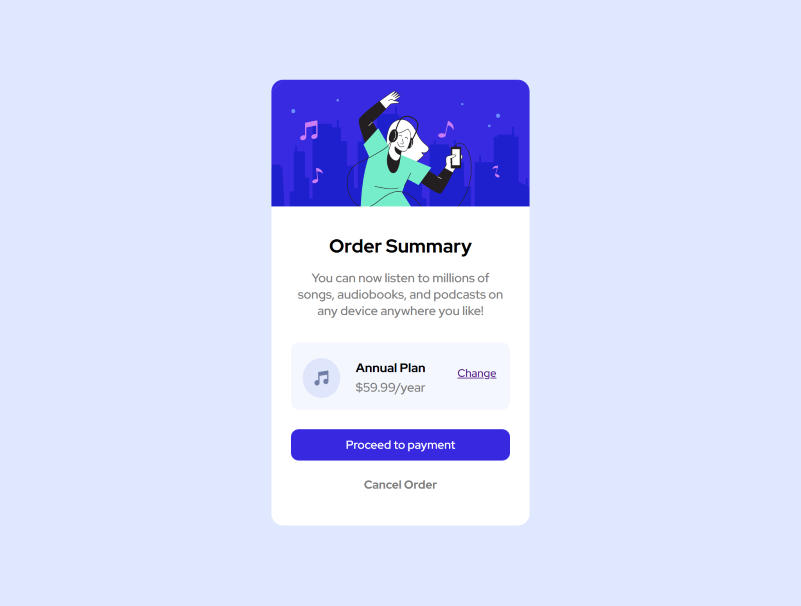 Order Summary
You can now listen to millions of
songs, audiobooks, and podcasts on
any device anywhere you like!
Annual Plan
$59.99/year
Change
Proceed to payment
Cancel Order